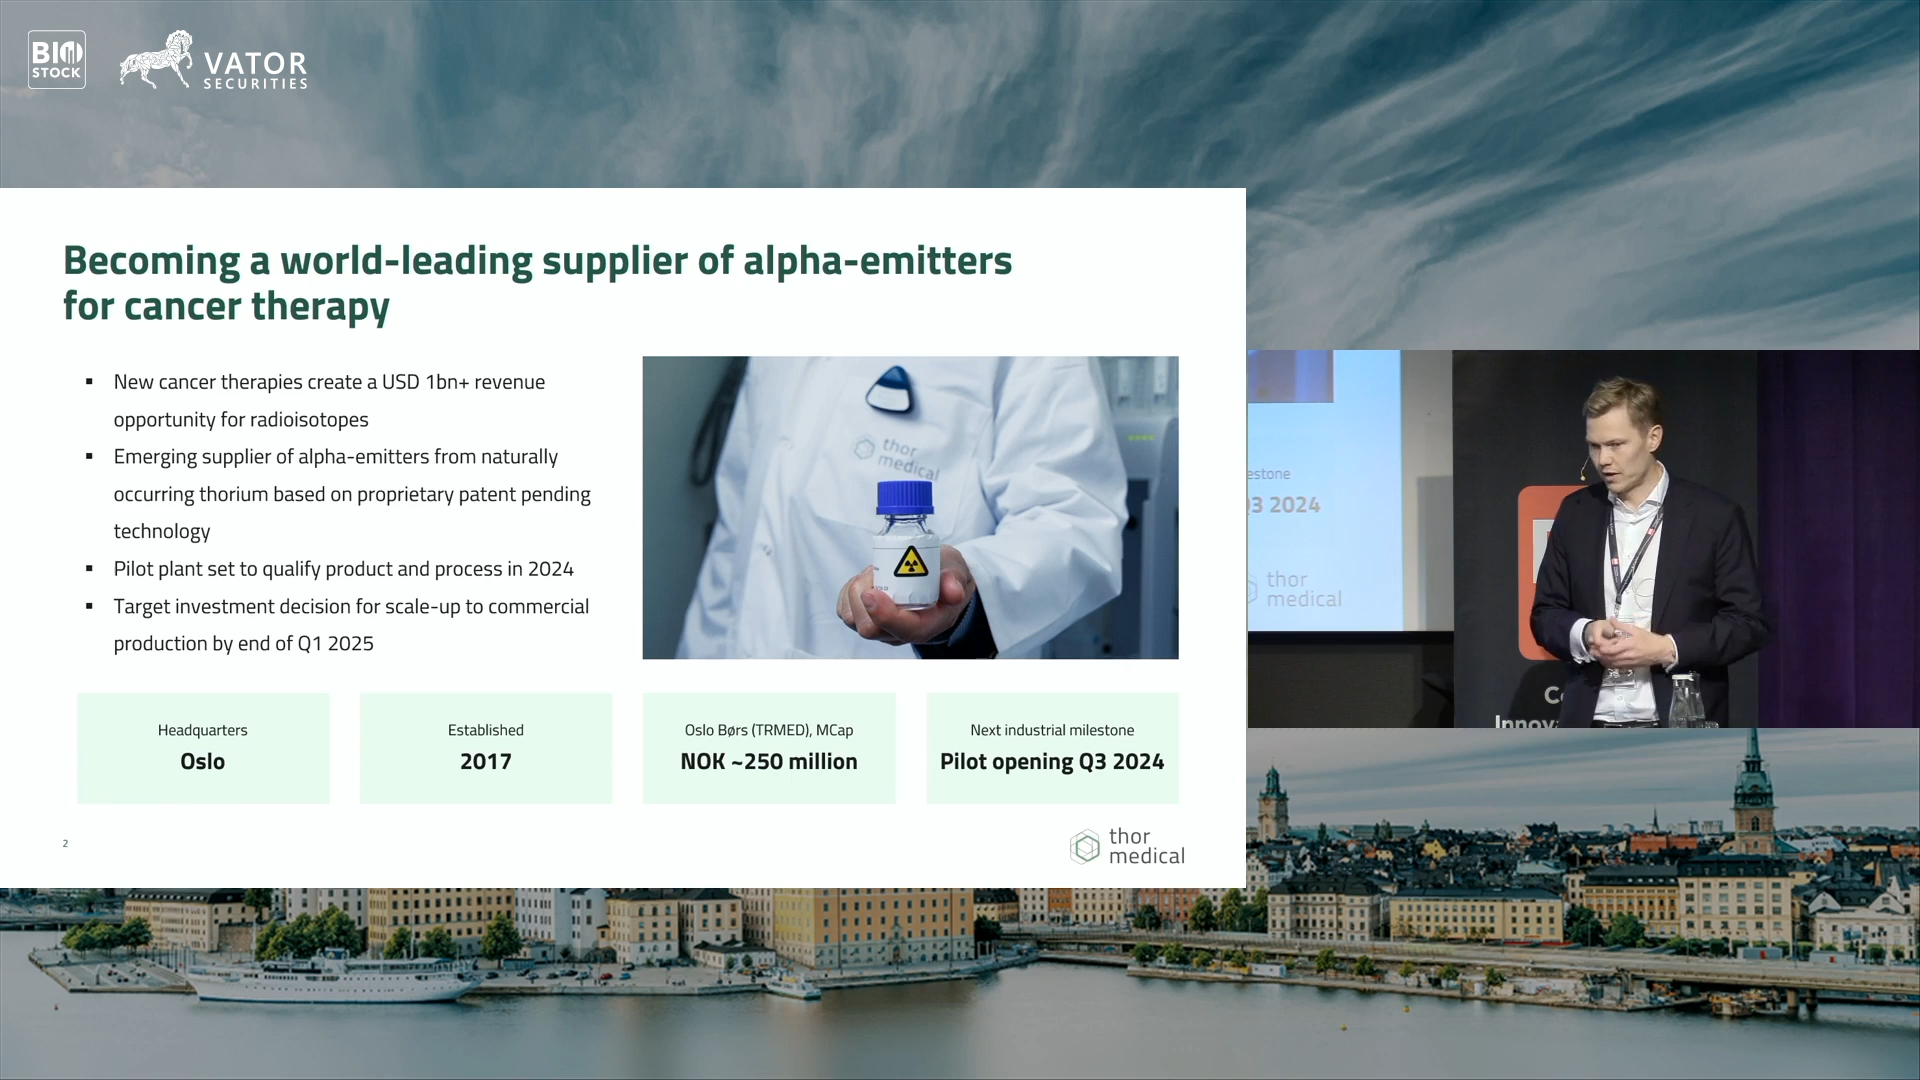 BIO
STOCK
VATOR
SECURITIES
Becoming a world-leading supplier of alpha-emitters
for cancer therapy
▪ New cancer therapies create a USD 1bn+ revenue
opportunity for radioisotopes
▪ Emerging supplier of alpha-emitters from naturally
occurring thorium based on proprietary patent pending
technology
▪ Pilot plant set to qualify product and process in 2024
▪ Target investment decision for scale-up to commercial
production by end of Q1 2025
thor
medical
Headquarters
Oslo
Established
2017
Oslo Børs (TRMED), MCap
NOK ~250 million
Next industrial milestone
Pilot opening Q3 2024
2
thor
medical
estone
Q3 2024
thor
medical